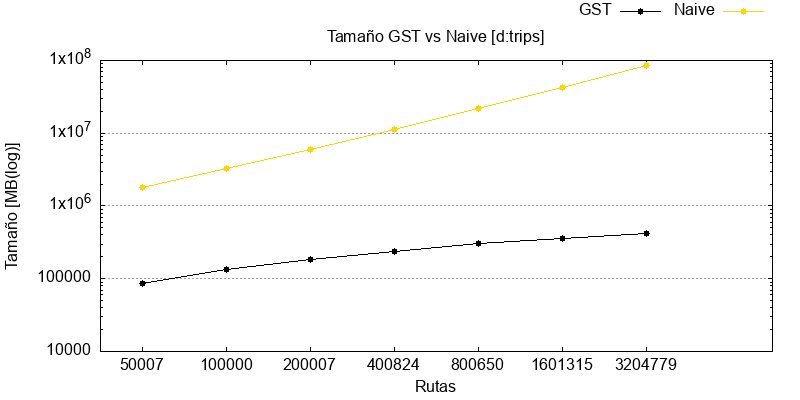 GST Naive
Tamaño GST vs Naive [d:trips]
Tamaño [MB(log)]
1x10^8
1x10^7
1x10^6
100000
10000
50007 100000 200007 400824 800650 1601315 3204779
Rutas